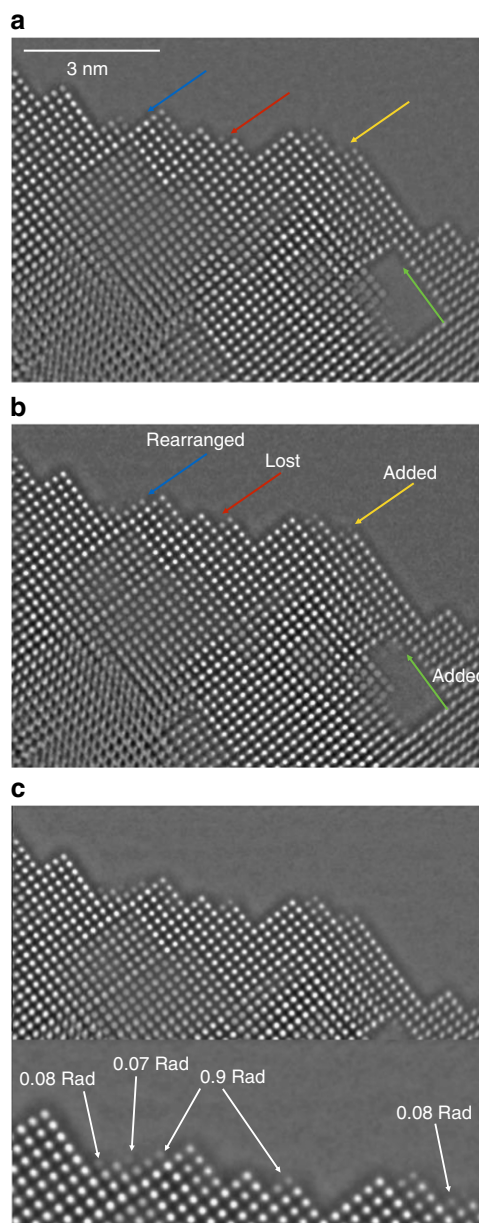 a
3 nm
b
Rearranged
Lost
Added
Added
c
0.08 Rad
0.07 Rad
0.9 Rad
0.08 Rad